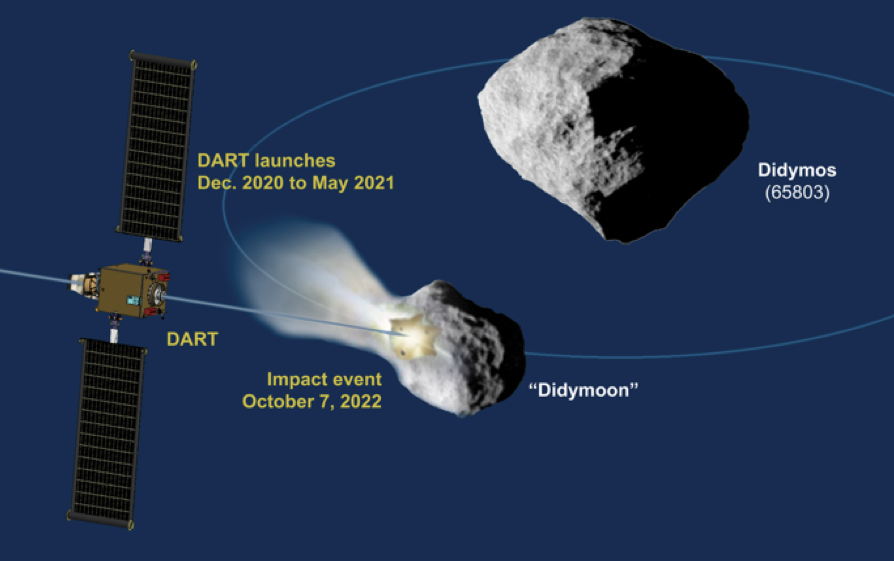 DART launches
Dec. 2020 to May 2021
Didymos
(65803)
DART
Impact event
October 7, 2022
“Didymoon”